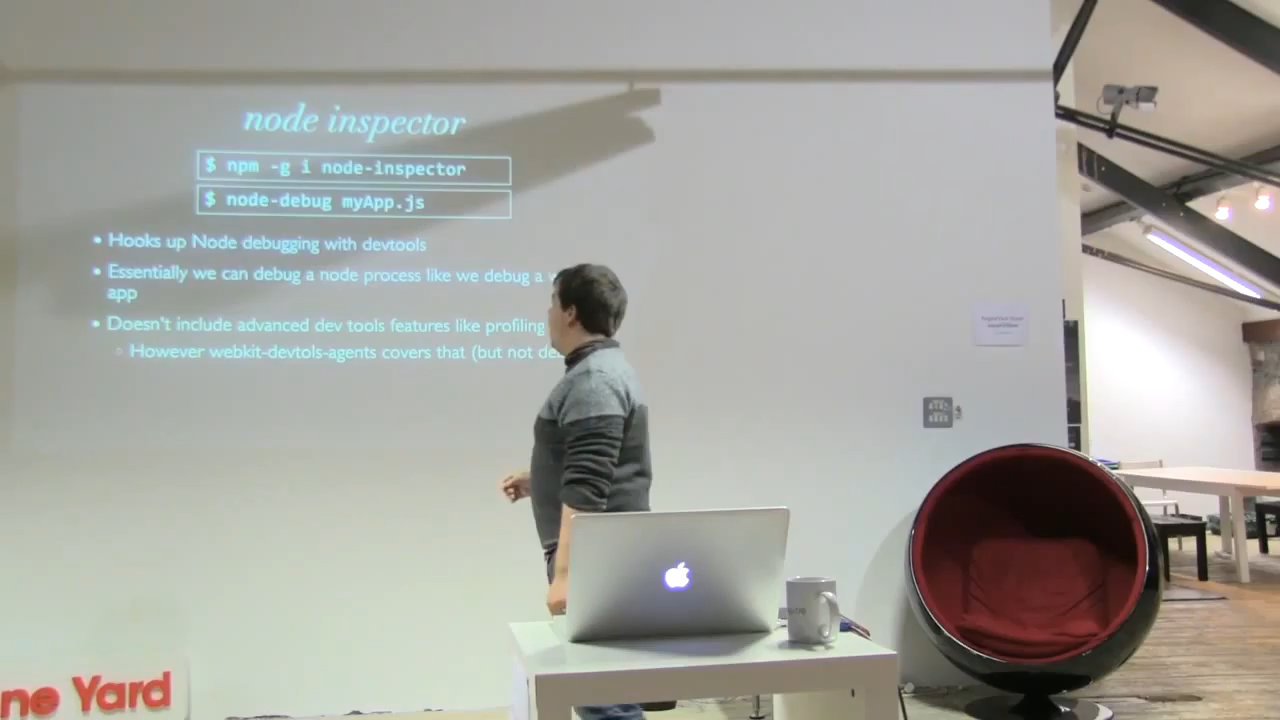 node inspector
$ npm -g i node-inspector
$ node-debug myApp.js
• Hooks up Node debugging with devtools
• Essentially we can debug a node process like we debug a
app
• Doesn't include advanced dev tools features like profiling
◦ However webkit-devtols-agents covers that (but not
ne Yard